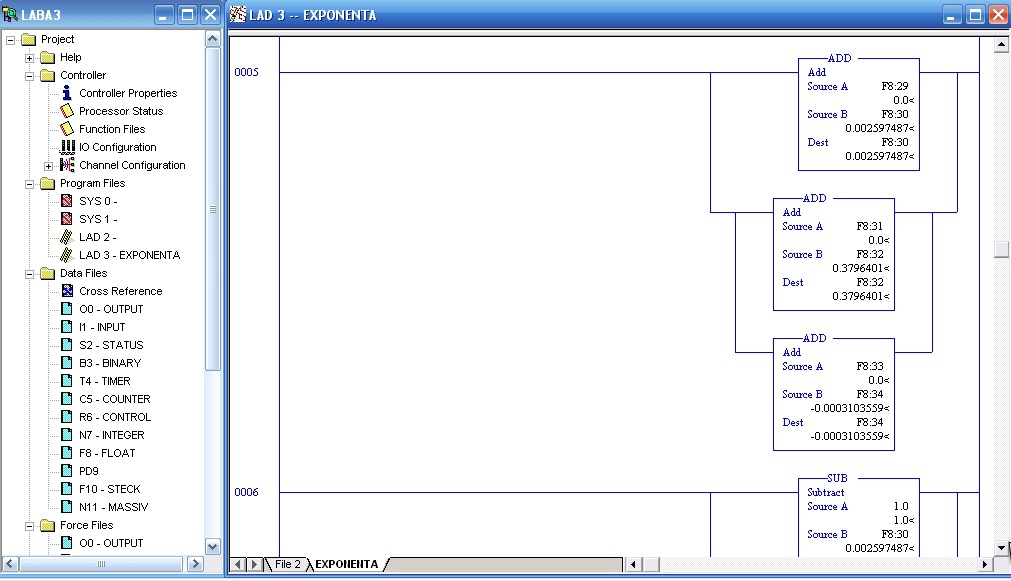 LABA3
Project
Help
Controller
Controller Properties
Processor Status
Function Files
IO Configuration
Channel Configuration
Program Files
SYS 0 -
SYS 1 -
LAD 2 -
LAD 3 - EXPONENTA
Data Files
Cross Reference
O0 - OUTPUT
I1 - INPUT
S2 - STATUS
B3 - BINARY
T4 - TIMER
C5 - COUNTER
R6 - CONTROL
N7 - INTEGER
F8 - FLOAT
PD9
F10 - STECK
N11 - MASSIV
Force Files
O0 - OUTPUT
LAD 3 -- EXPONENTA
0005
ADD
Add
Source A F8:29
0.0<
Source B F8:30
0.002597487<
Dest F8:30
0.002597487<
ADD
Add
Source A F8:31
0.0<
Source B F8:32
0.3796401<
Dest F8:32
0.3796401<
ADD
Add
Source A F8:33
0.0<
Source B F8:34
-0.0003103559<
Dest F8:34
-0.0003103559<
0006
SUB
Subtract
Source A 1.0
1.0<
Source B F8:30
0.002597487<
File 2
EXPONENTA